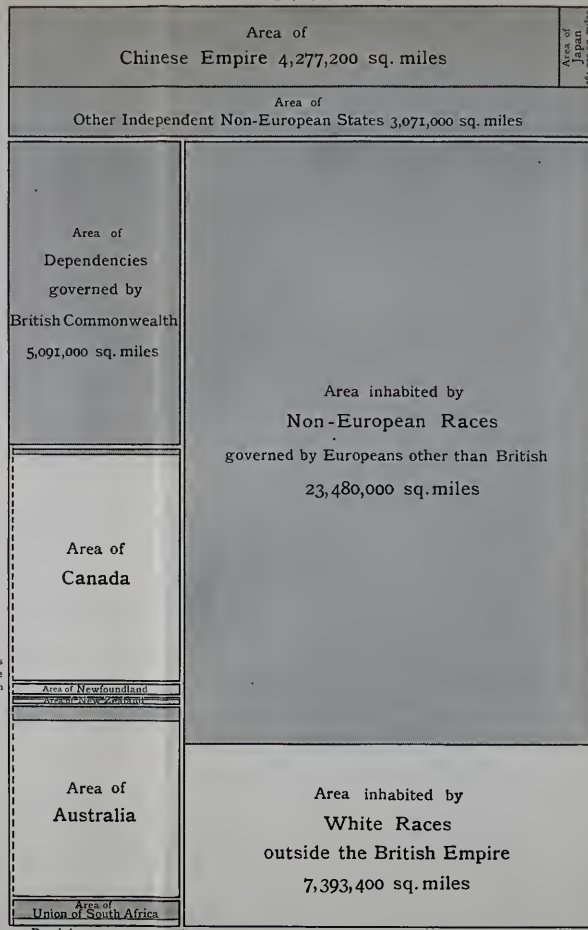 Area of
Chinese Empire 4,277,200 sq. miles
Area of
Japan
Area of
Other Independent Non-European States 3,071,000 sq. miles
Area of
Dependencies
governed by
British Commonwealth
5,091,000 sq. miles
Area inhabited by
Non-European Races
governed by Europeans other than British
23,480,000 sq. miles
Area of
Canada
Area of Newfoundland
Area of New Zealand
Area of
Australia
Area inhabited by
White Races
outside the British Empire
7,393,400 sq. miles
Area of
Union of South Africa